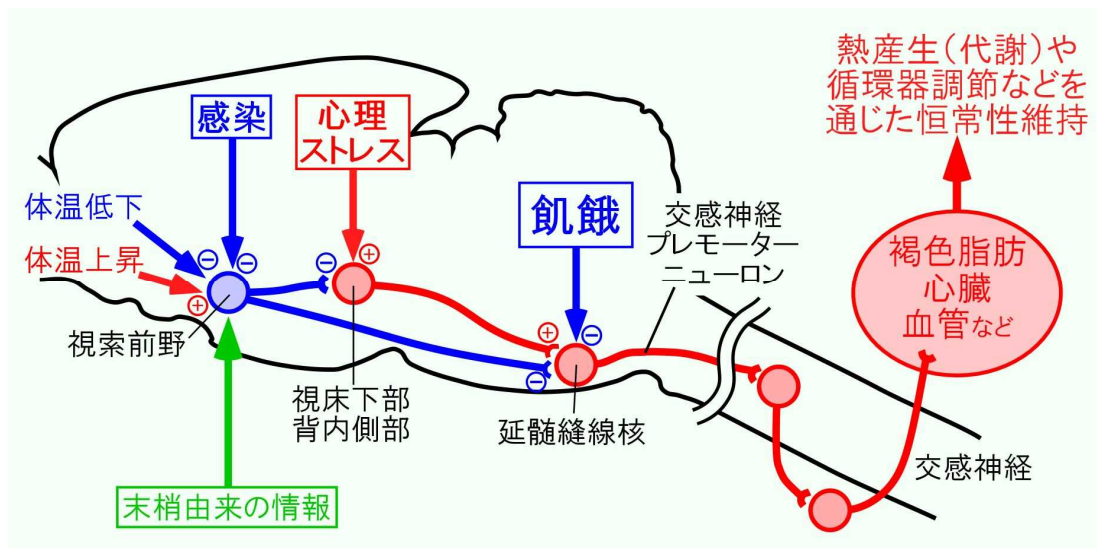 熱産生(代謝)や
循環器調節などを
通じた恒常性維持
感染
心理
ストレス
体温低下
体温上昇
飢餓
交感神経
プレモーター
ニューロン
褐色脂肪
心臓
血管など
視索前野
視床下部
背内側部
延髄縫線核
交感神経
末梢由来の情報